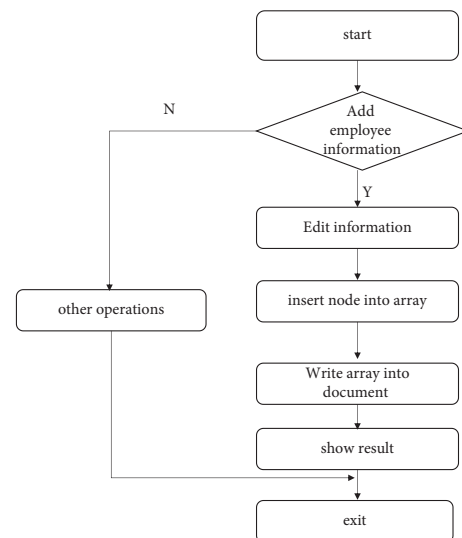 start
N
Add
employee
information
Y
Edit information
insert node into array
other operations
Write array into
document
show result
exit